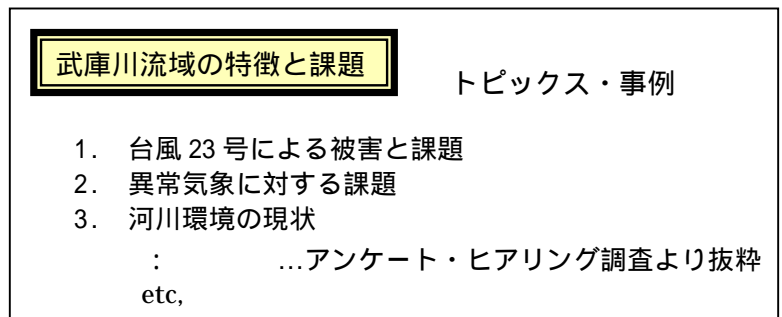 武庫川流域の特徴と課題
トピックス・事例
1. 台風 23 号による被害と課題
2. 異常気象に対する課題
3. 河川環境の現状
: …アンケート・ヒアリング調査より抜粋
etc,